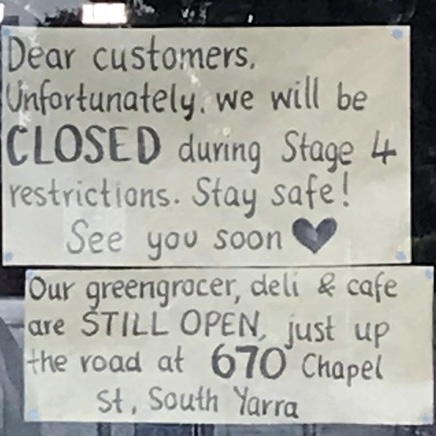 Dear customers,
Unfortunately, we will be
CLOSED during Stage 4
restrictions. Stay safe!
See you soon ♥
Our greengrocer, deli & cafe
are STILL OPEN, just up
the road at 670 Chapel
St, South Yarra